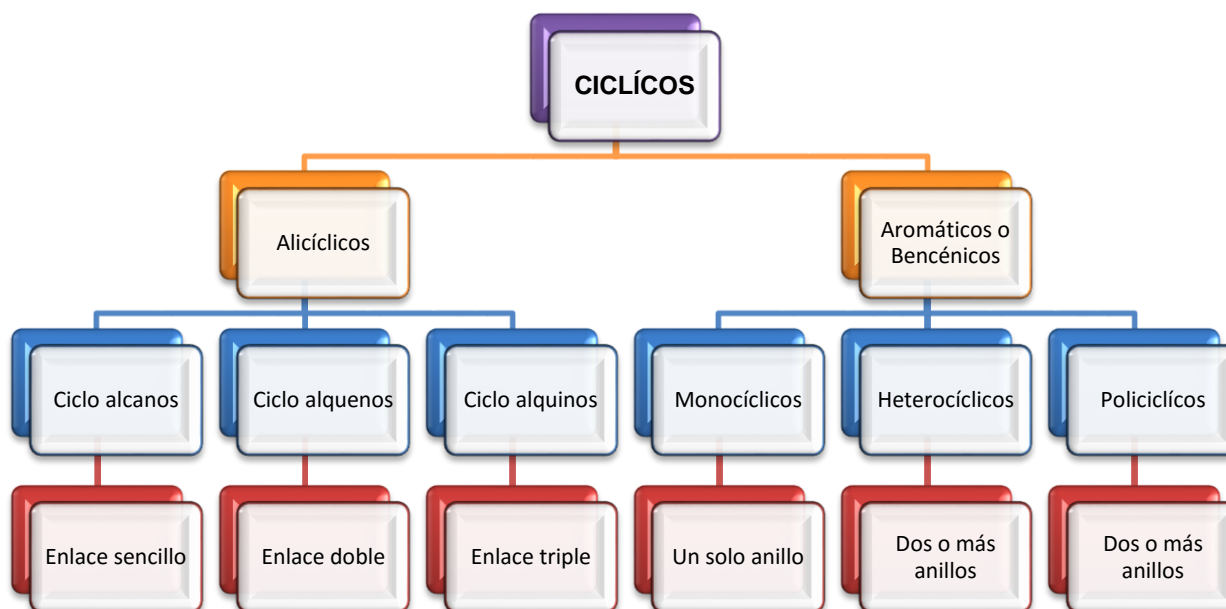 CICLÍCOS
Alicíclicos
Aromáticos o
Bencénicos
Ciclo alcanos
Ciclo alquenos
Ciclo alquinos
Monocíclicos
Heterocíclicos
Policiclícos
Enlace sencillo
Enlace doble
Enlace triple
Un solo anillo
Dos o más
anillos
Dos o más
anillos